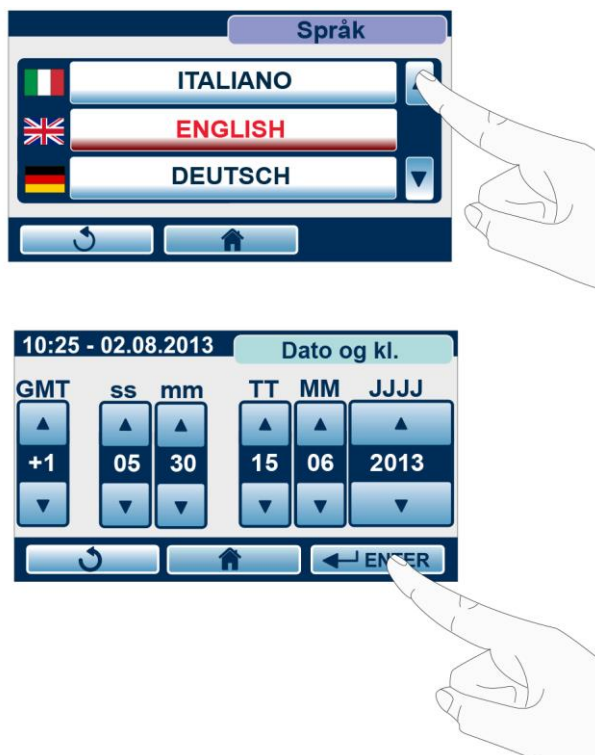 Språk
ITALIANO
ENGLISH
DEUTSCH
10:25 - 02.08.2013 Dato og kl.
GMT ss mm TT MM JJJJ
+1 05 30 15 06 2013
ENTER